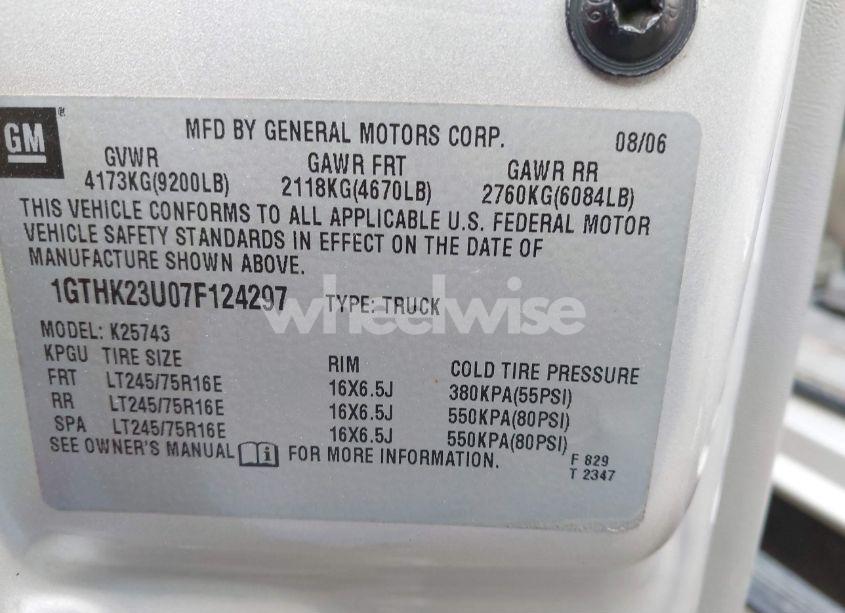 GM®
MFD BY GENERAL MOTORS CORP. 08/06
GVWR GAWR FRT GAWR RR
4173KG(9200LB) 2118KG(4670LB) 2760KG(6084LB)
THIS VEHICLE CONFORMS TO ALL APPLICABLE U.S. FEDERAL MOTOR
VEHICLE SAFETY STANDARDS IN EFFECT ON THE DATE OF
MANUFACTURE SHOWN ABOVE.
1GTHK23U07F124297 TYPE: TRUCK
wheelwise
MODEL: K25743
KPGU TIRE SIZE RIM COLD TIRE PRESSURE
FRT LT245/75R16E 16X6.5J 380KPA(55PSI)
RR LT245/75R16E 16X6.5J 550KPA(80PSI)
SPA LT245/75R16E 16X6.5J 550KPA(80PSI)
SEE OWNER'S MANUAL i FOR MORE INFORMATION.
F 829
T 2347